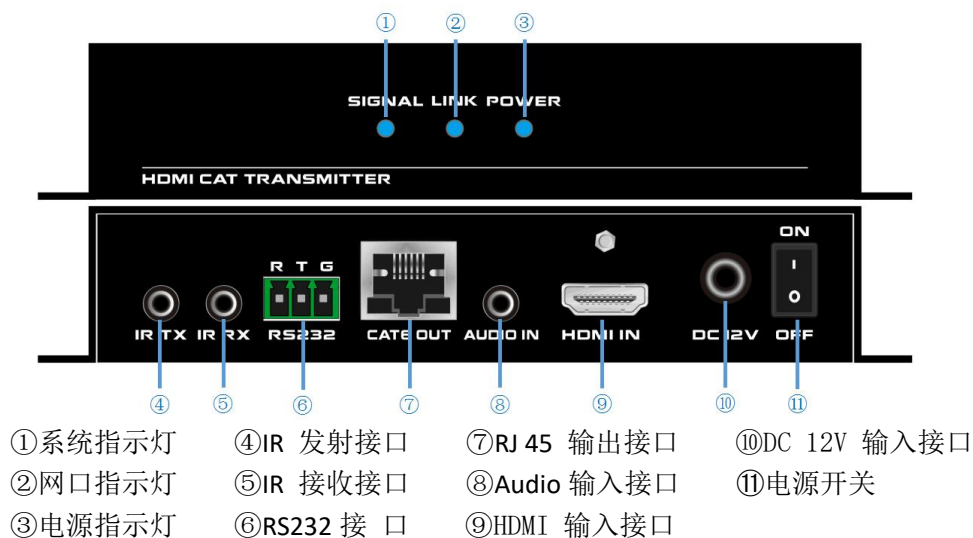 ① ② ③
SIGNAL LINK POWER
HDMI CAT TRANSMITTER
ON
R T G
I
O
IR TX IR RX RS232 CAT6 OUT AUDIO IN HDMI IN DC 12V OFF
④ ⑤ ⑥ ⑦ ⑧ ⑨ ⑩ ⑪
①系统指示灯 ④IR 发射接口 ⑦RJ 45 输出接口 ⑩DC 12V 输入接口
②网口指示灯 ⑤IR 接收接口 ⑧Audio 输入接口 ⑪电源开关
③电源指示灯 ⑥RS232 接 口 ⑨HDMI 输入接口